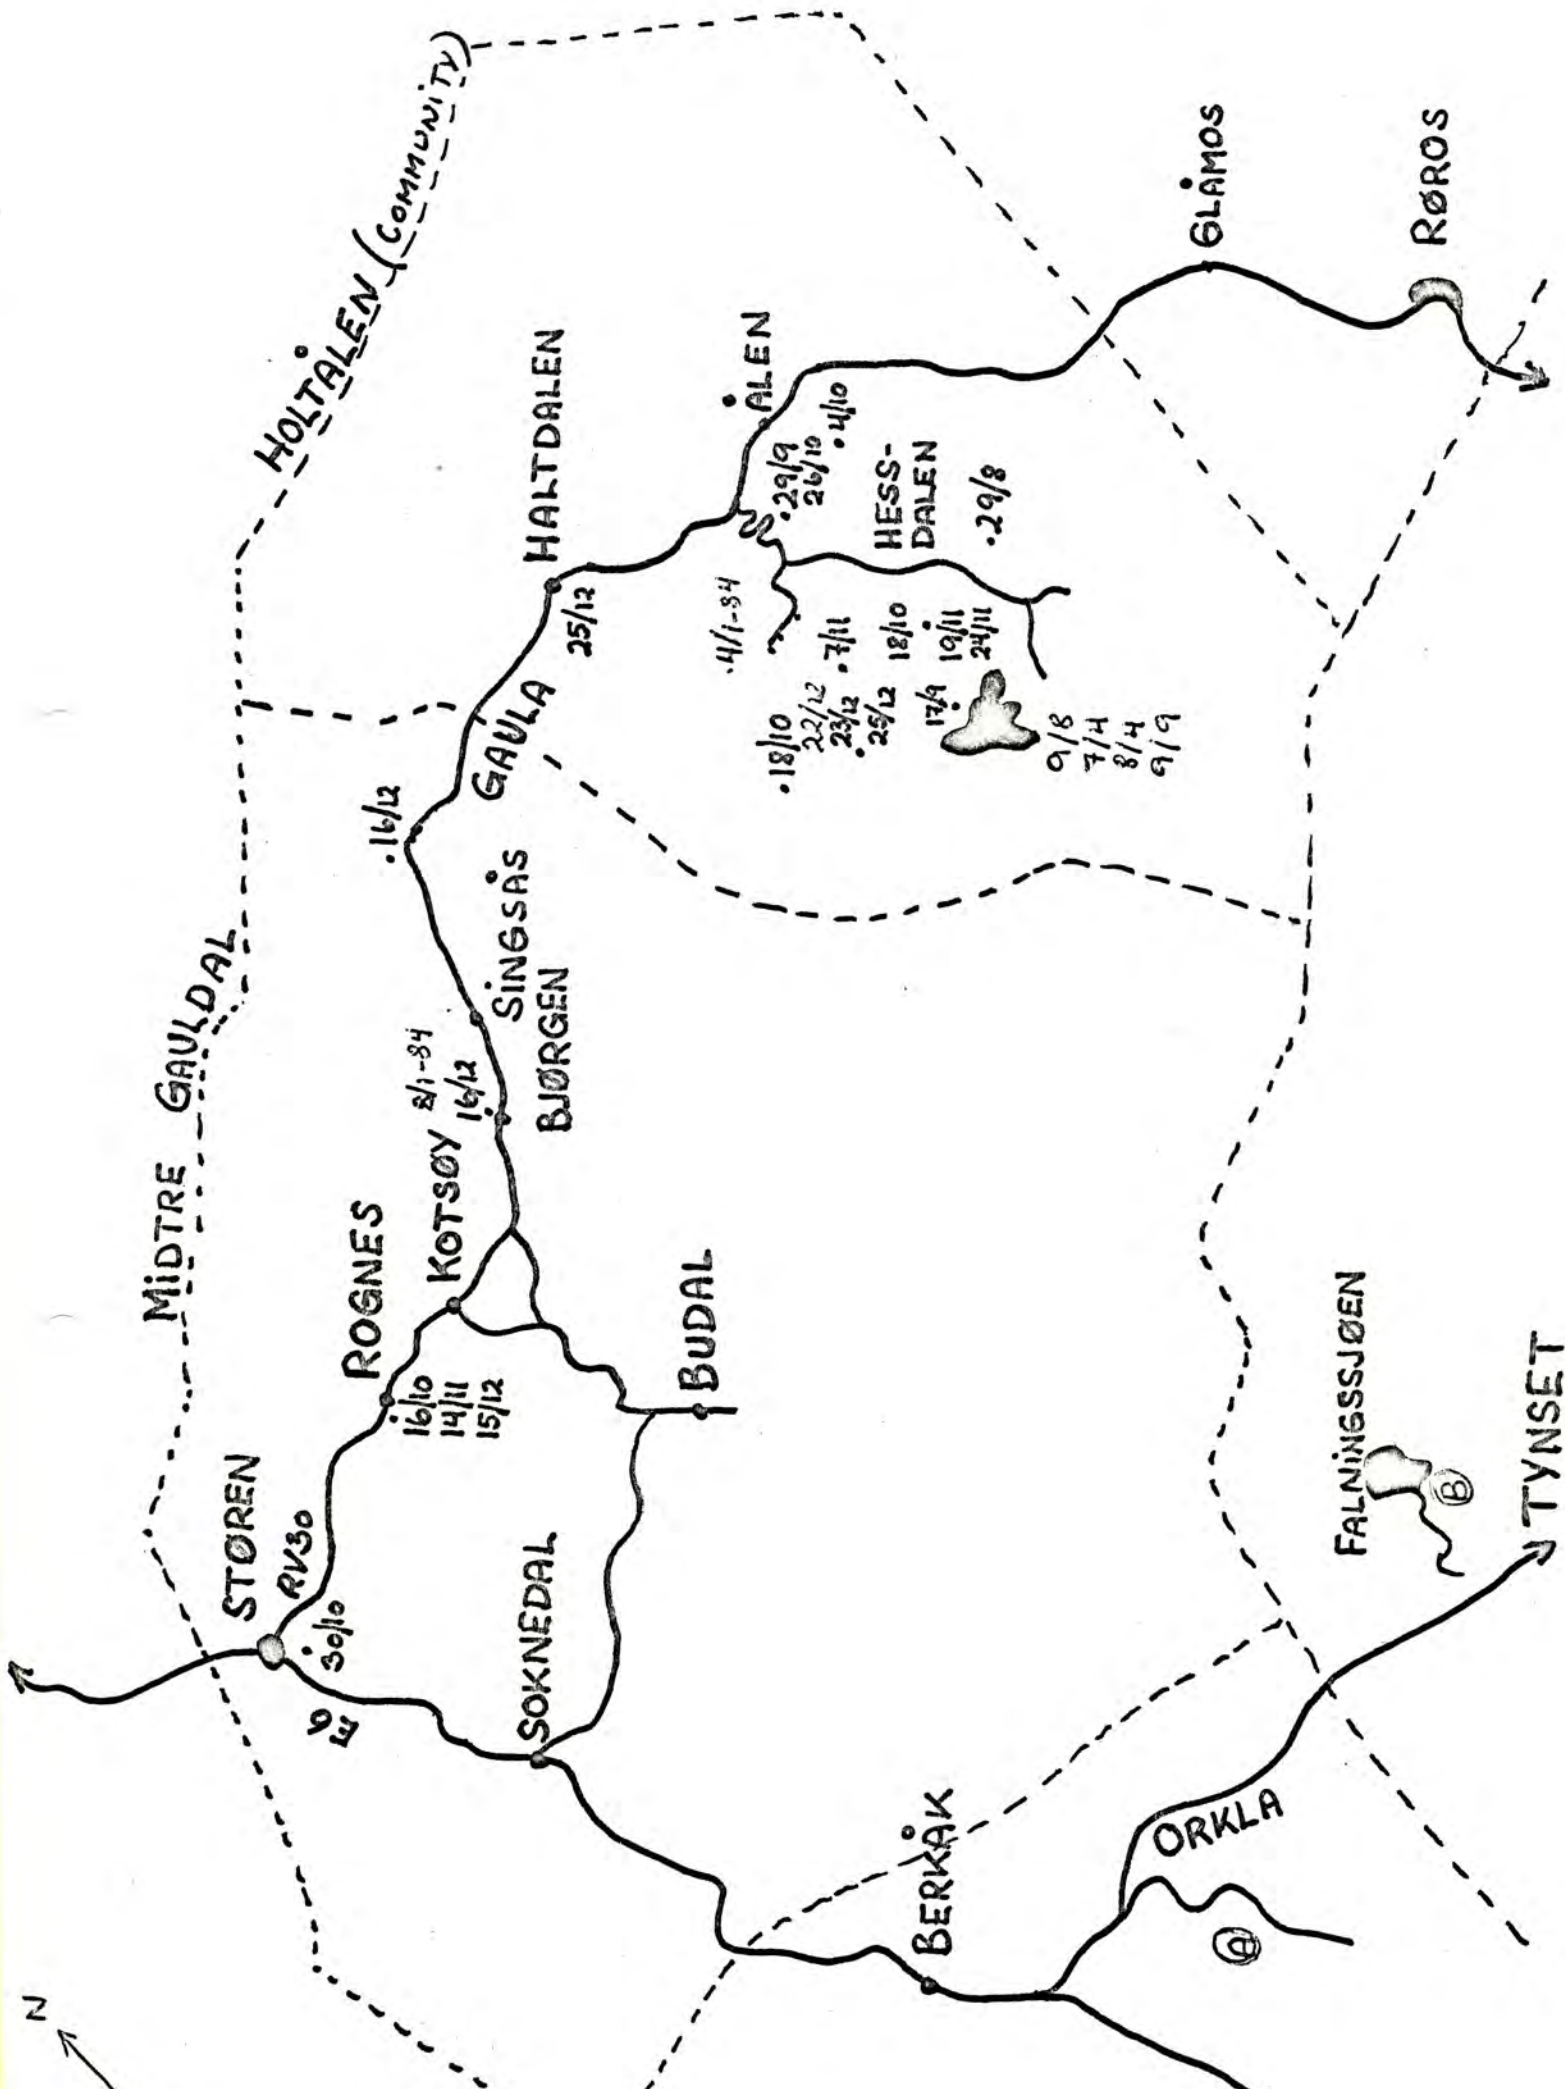 N
MIDTRE GAULDAL
HOLTÅLEN (COMMUNITY)
STØREN
RV30
30/10
E6
ROGNES
16/10
14/11
15/12
KOTSØY
8/1-84
16/12
SINGSÅS
BJØRGEN
.16/12
GAULA
HALTDALEN
25/12
ÅLEN
.29/9
26/10
.4/10
.4/1-84
HESS-
DALEN
.29/8
.7/11
18/10
19/11
24/11
.18/10
22/12
23/12
.25/12
17/9
9/8
7/4
8/4
9/9
GLÅMOS
RØROS
SOKNEDAL
BUDAL
BERKÅK
ORKLA
A
FALNINGSSJØEN
B
TYNSET